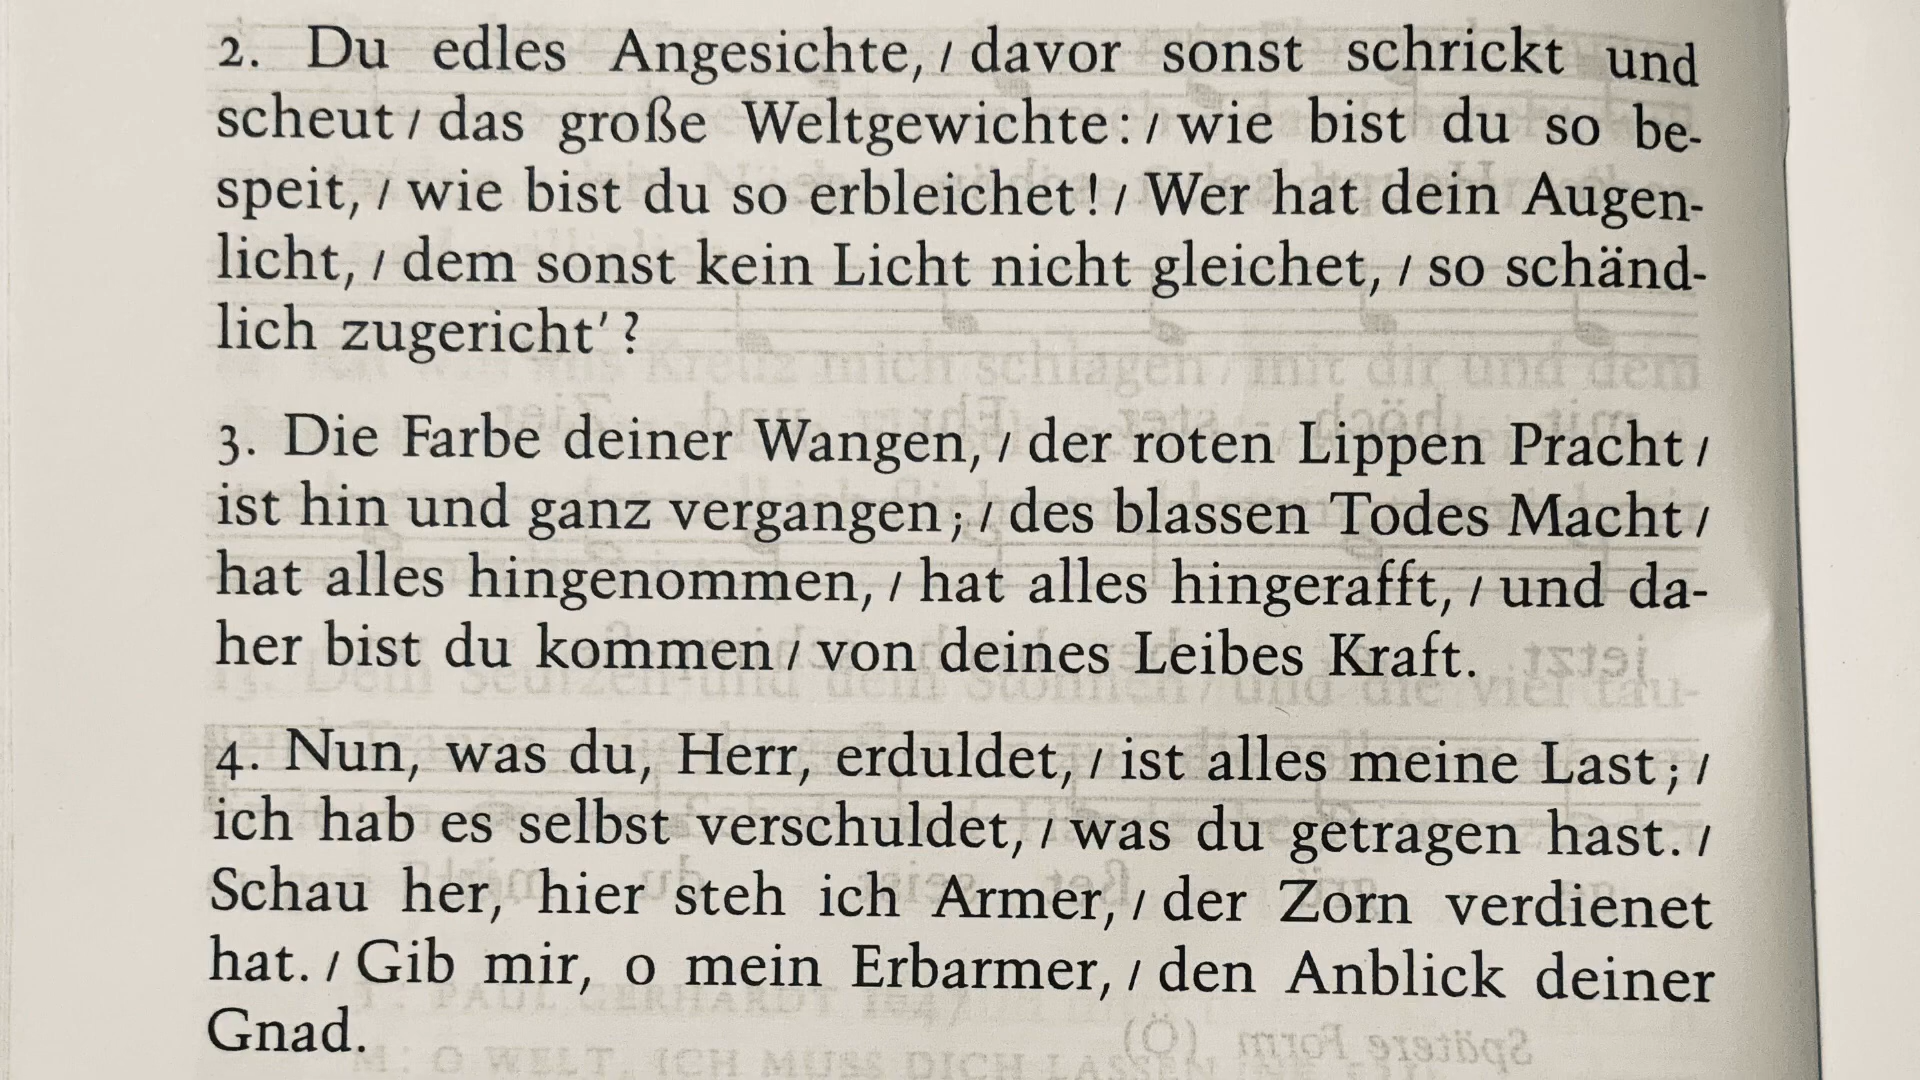 2. Du edles Angesichte, / davor sonst schrickt und
scheut / das große Weltgewichte: / wie bist du so be-
speit, / wie bist du so erbleichet! / Wer hat dein Augen-
licht, / dem sonst kein Licht nicht gleichet, / so schänd-
lich zugericht’?
3. Die Farbe deiner Wangen, / der roten Lippen Pracht /
ist hin und ganz vergangen; / des blassen Todes Macht /
hat alles hingenommen, / hat alles hingerafft, / und da-
her bist du kommen / von deines Leibes Kraft.
4. Nun, was du, Herr, erduldet, / ist alles meine Last; /
ich hab es selbst verschuldet, / was du getragen hast. /
Schau her, hier steh ich Armer, / der Zorn verdienet
hat. / Gib mir, o mein Erbarmer, / den Anblick deiner
Gnad.